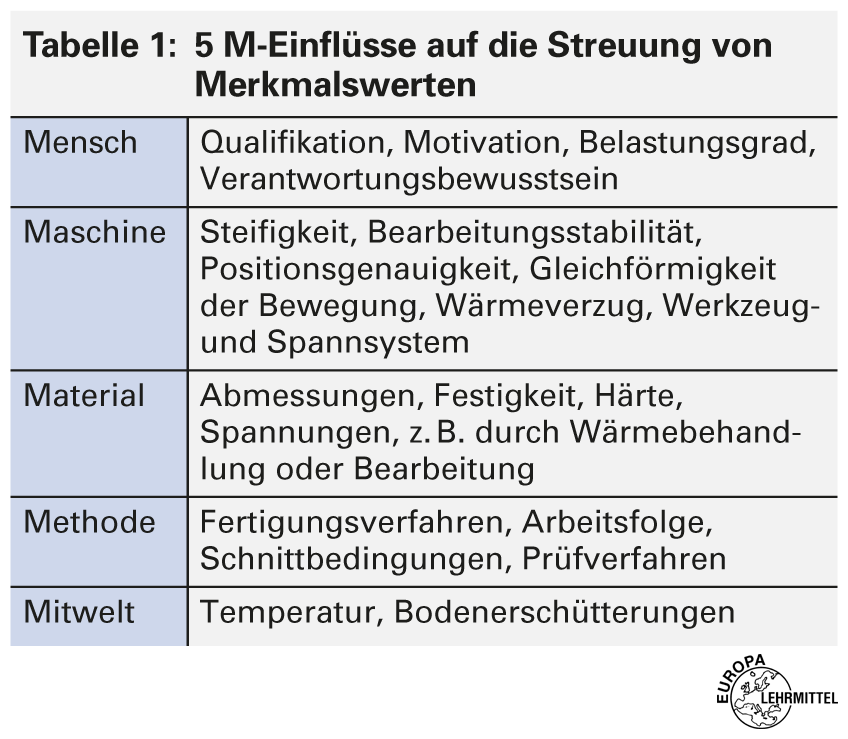 Tabelle 1: 5 M-Einflüsse auf die Streuung von
Merkmalswerten
Mensch Qualifikation, Motivation, Belastungsgrad,
Verantwortungsbewusstsein
Maschine Steifigkeit, Bearbeitungsstabilität,
Positionsgenauigkeit, Gleichförmigkeit
der Bewegung, Wärmeverzug, Werkzeug-
und Spannsystem
Material Abmessungen, Festigkeit, Härte,
Spannungen, z. B. durch Wärmebehand-
lung oder Bearbeitung
Methode Fertigungsverfahren, Arbeitsfolge,
Schnittbedingungen, Prüfverfahren
Mitwelt Temperatur, Bodenerschütterungen
EUROPA
LEHRMITTEL